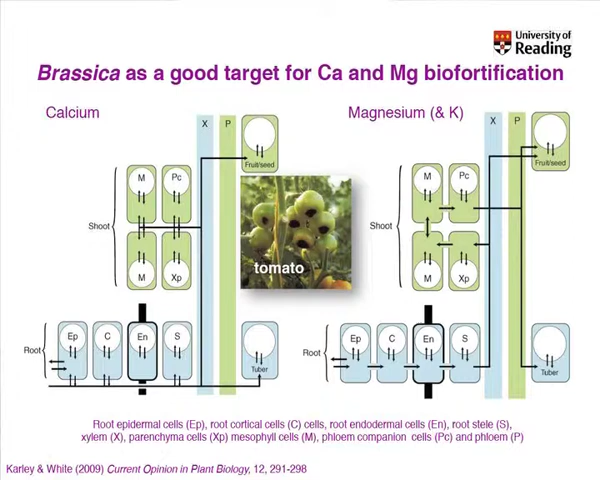 University of
Reading
Brassica as a good target for Ca and Mg biofortification
Calcium
Magnesium (& K)
X P
Fruit/seed
M Pc
Shoot
M Xp
Root
Ep C En S
Tuber
tomato
X P
Fruit/seed
M Pc
Shoot
M Xp
Root
Ep C En S
Tuber
Root epidermal cells (Ep), root cortical cells (C) cells, root endodermal cells (En), root stele (S),
xylem (X), parenchyma cells (Xp) mesophyll cells (M), phloem companion cells (Pc) and phloem (P)
Karley & White (2009) Current Opinion in Plant Biology, 12, 291-298